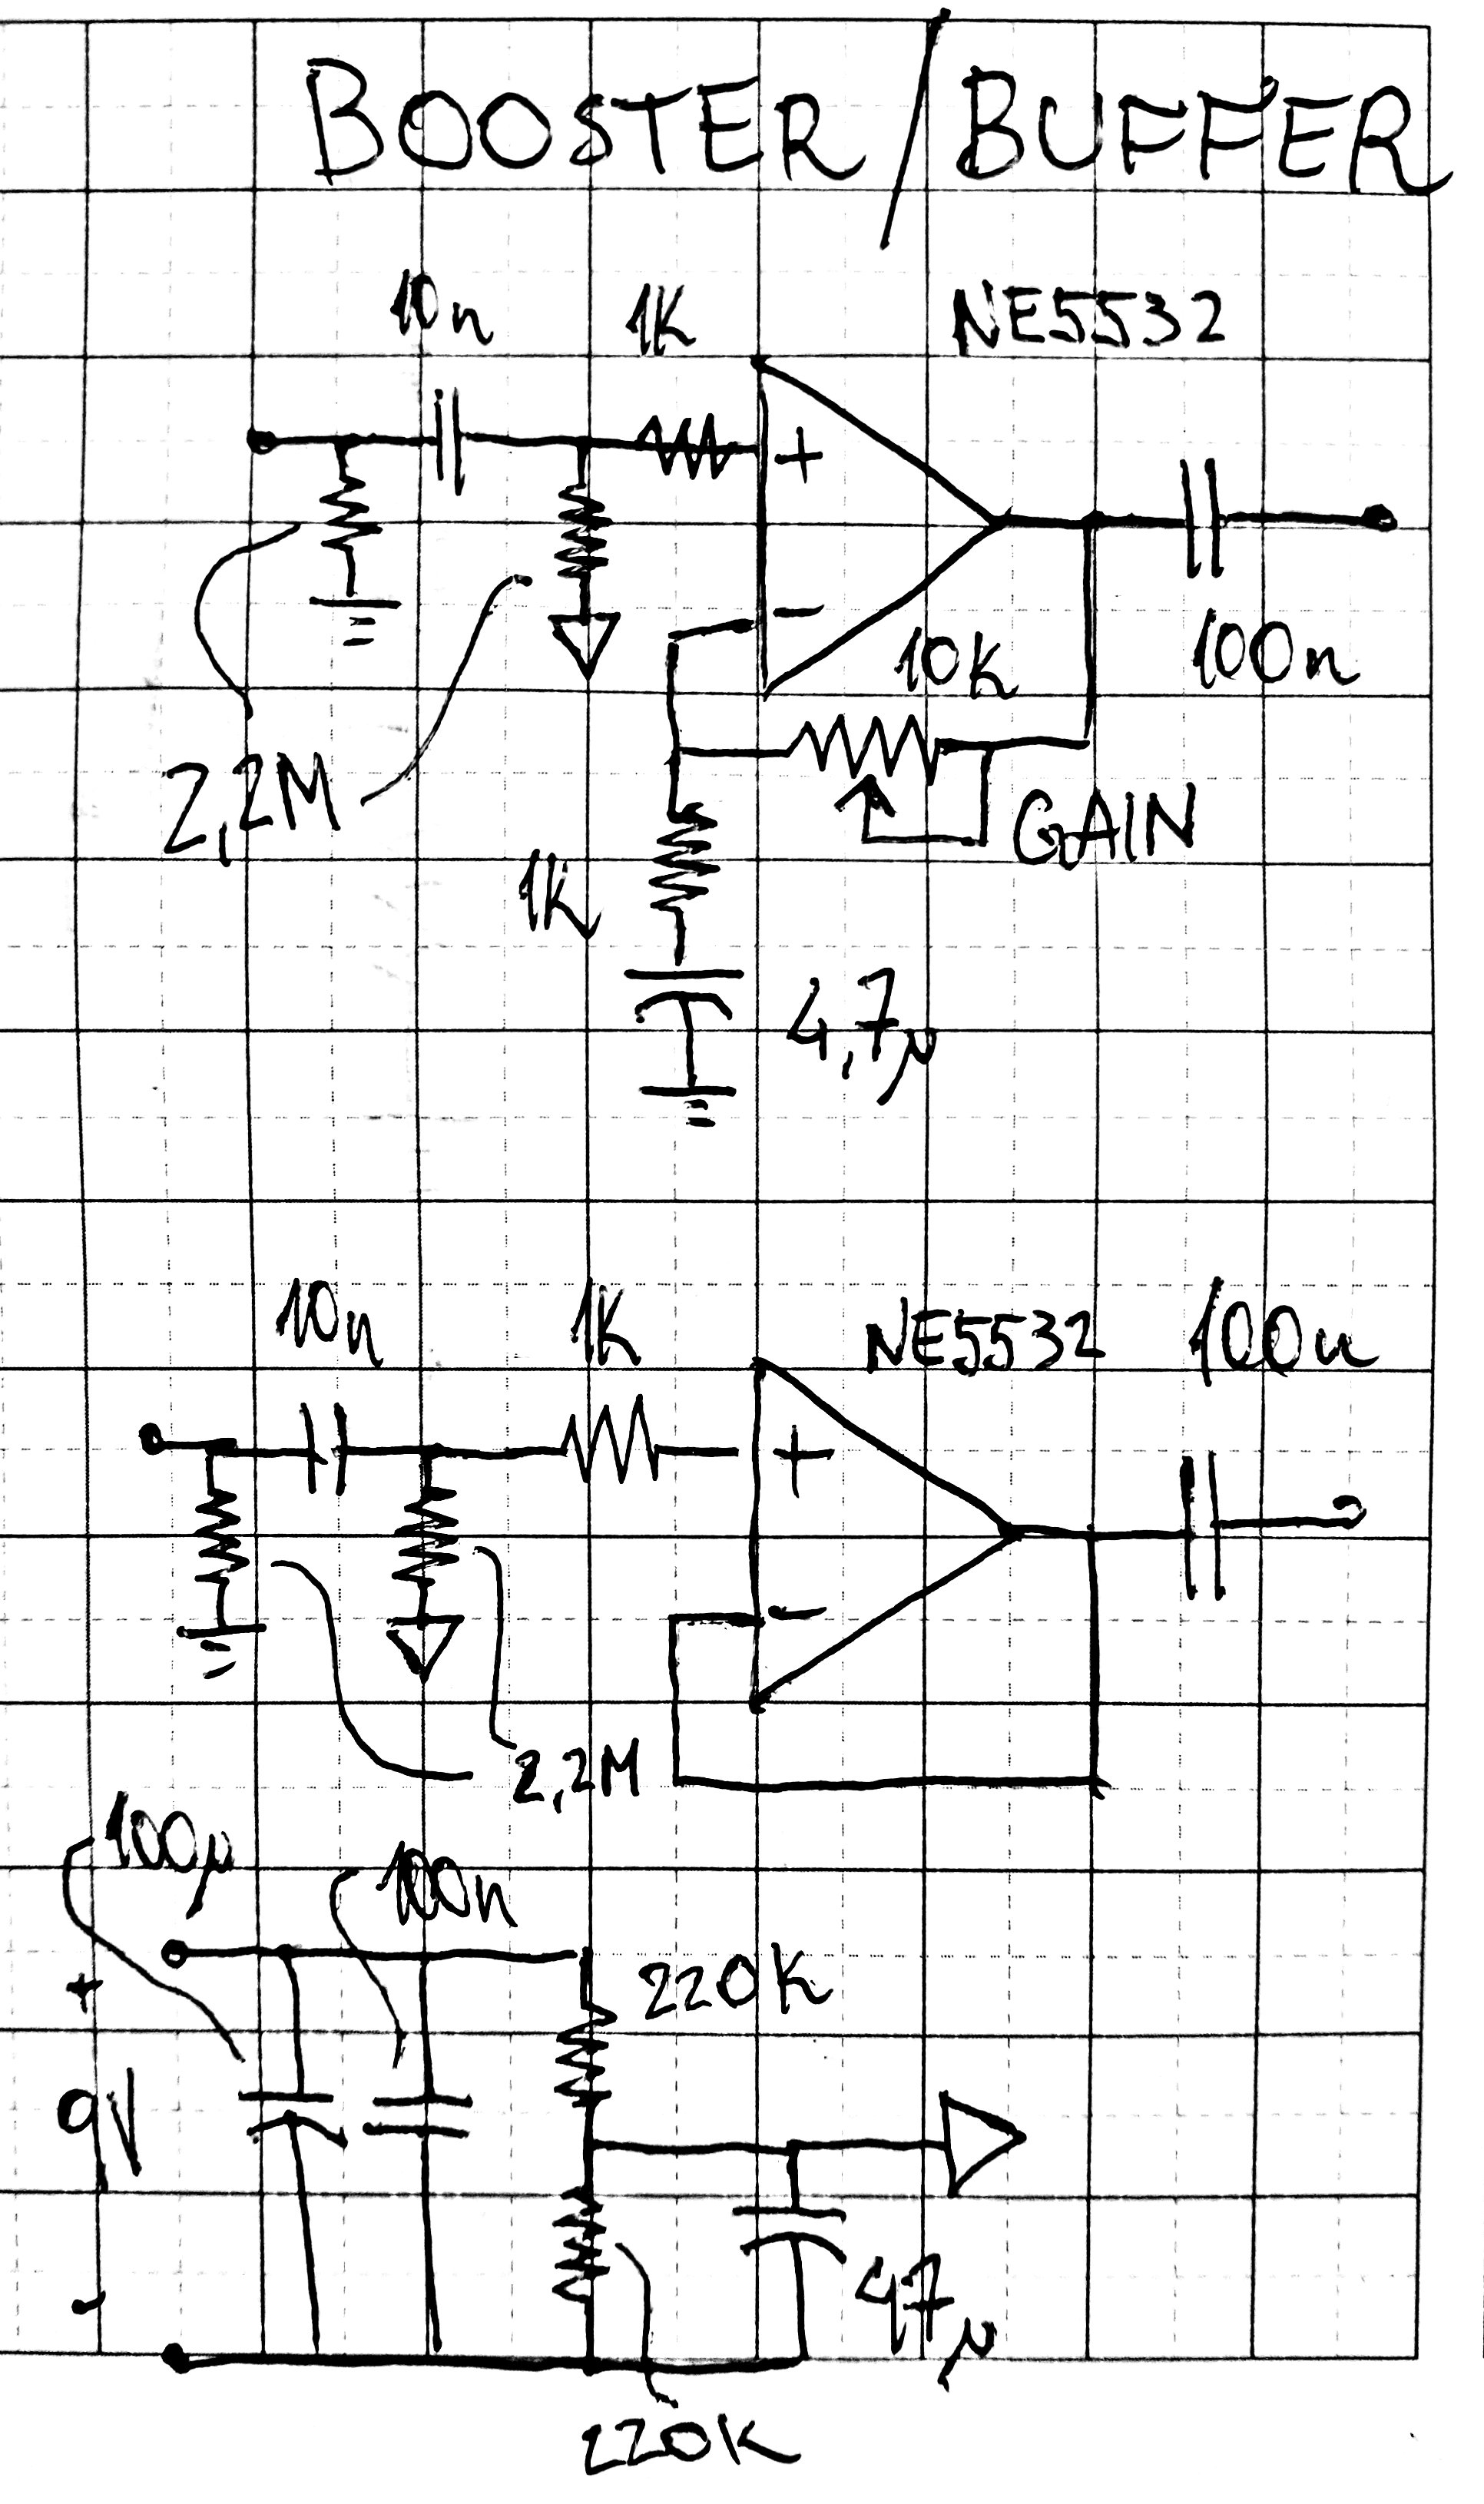 BOOSTER/BUFFER
10n 1K NE5532
+
-
10K 100n
2,2M
GAIN
1K
4,7µ
10n 1K NE5532 100n
+
-
2,2M
100µ
100n
+
220K
9V
-
47µ
220K